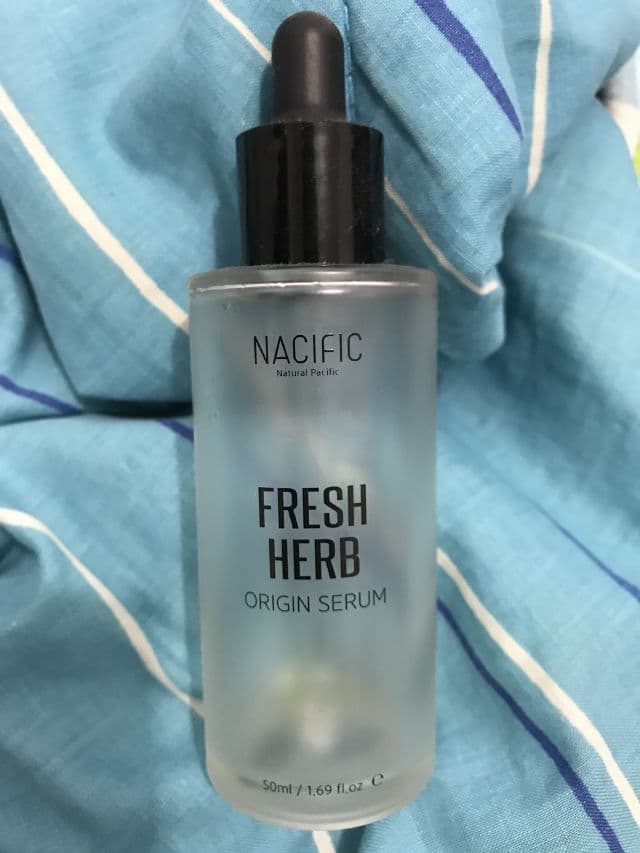 NACIFIC
Natural Pacific
FRESH
HERB
ORIGIN SERUM
50ml / 1.69 fl.oz ℮